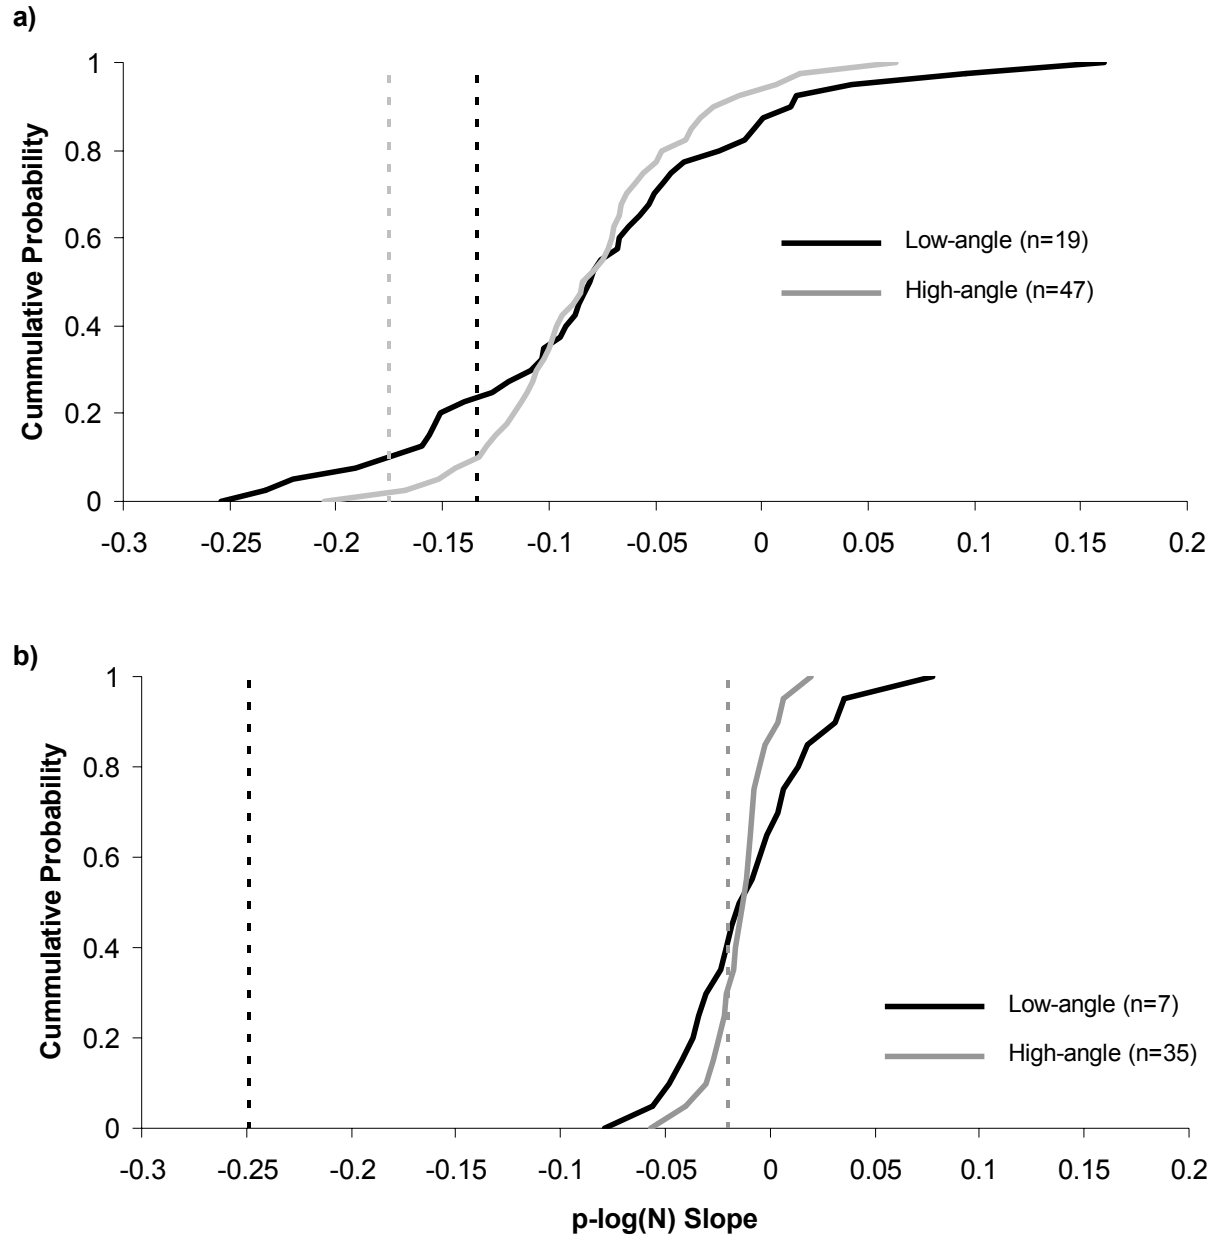 a)
1
0.8
0.6
0.4
0.2
0
Cummulative Probability
Low-angle (n=19)
High-angle (n=47)
-0.3 -0.25 -0.2 -0.15 -0.1 -0.05 0 0.05 0.1 0.15 0.2
b)
1
0.8
0.6
0.4
0.2
0
Cummulative Probability
Low-angle (n=7)
High-angle (n=35)
-0.3 -0.25 -0.2 -0.15 -0.1 -0.05 0 0.05 0.1 0.15 0.2
p-log(N) Slope